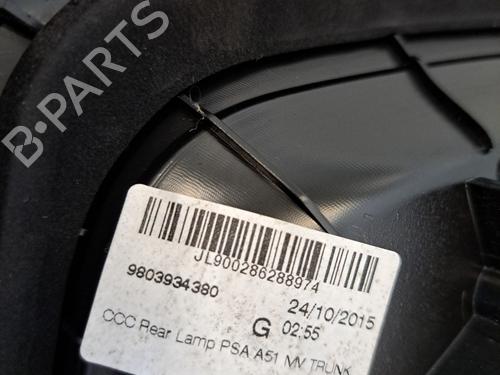 B-PARTS
JL900286288974
9803934380
24/10/2015
G 02:55
CCC Rear Lamp PSA A51 MV TRUNK